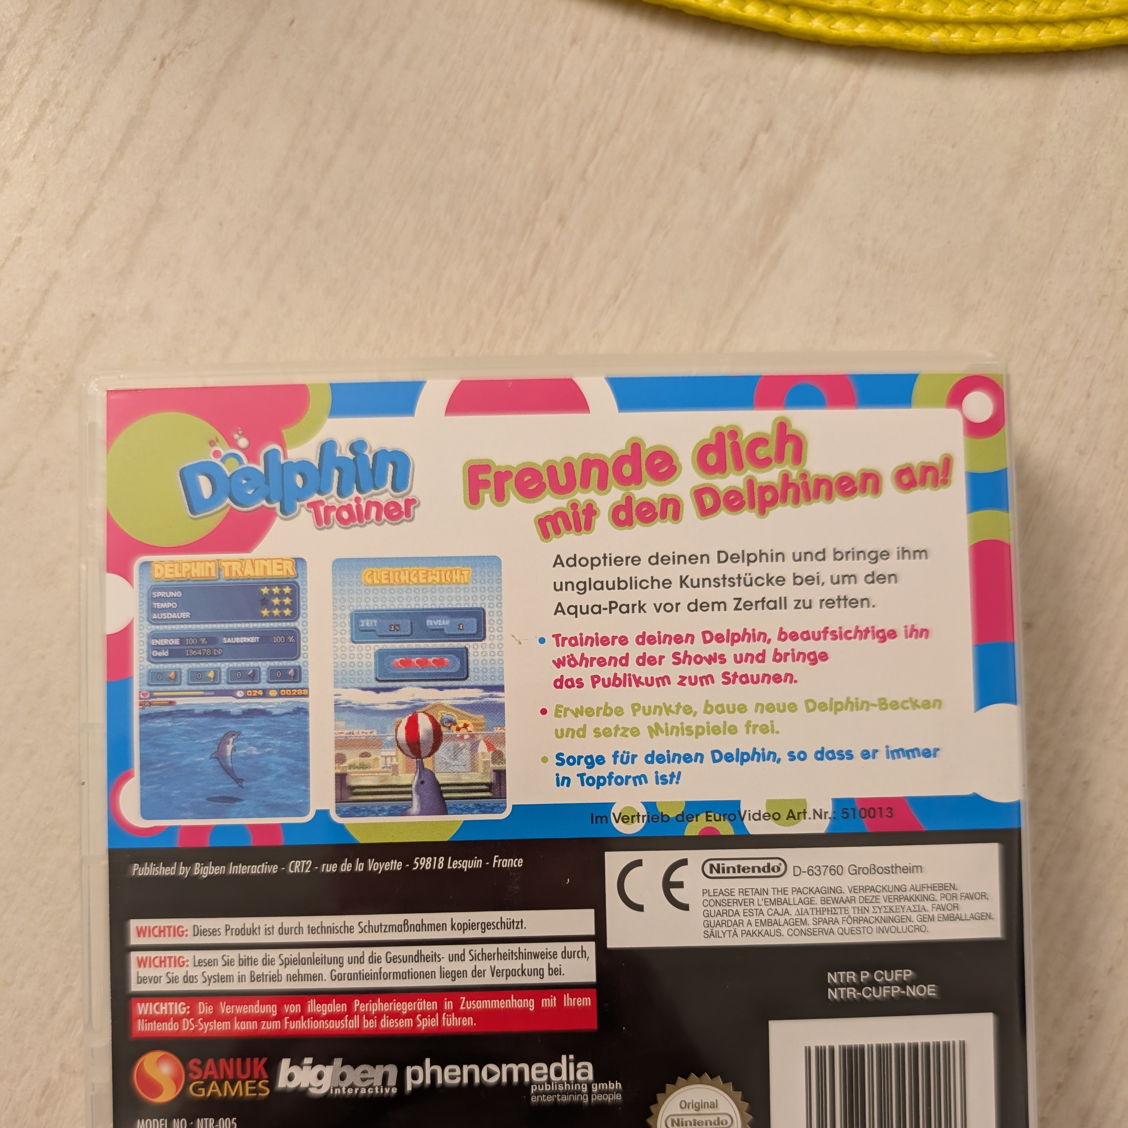 Delphin
Trainer
Freunde dich
mit den Delphinen an!
Adoptiere deinen Delphin und bringe ihm
unglaubliche Kunststücke bei, um den
Aqua-Park vor dem Zerfall zu retten.
• Trainiere deinen Delphin, beaufsichtige ihn
während der Shows und bringe
das Publikum zum Staunen.
• Erwerbe Punkte, baue neue Delphin-Becken
und setze Minispiele frei.
• Sorge für deinen Delphin, so dass er immer
in Topform ist!
DELPHIN TRAINER
SPRUNG
TEMPO
AUSDAUER
ENERGIE 100 % SAUBERKEIT 100 %
Geld 136478 DP
024 00288
GLEICHGEWICHT
ZEIT NIVEAU
Im Vertrieb der EuroVideo Art.Nr.: 510013
Published by Bigben Interactive - CRT2 - rue de la Voyette - 59818 Lesquin - France
WICHTIG: Dieses Produkt ist durch technische Schutzmaßnahmen kopiergeschützt.
WICHTIG: Lesen Sie bitte die Spielanleitung und die Gesundheits- und Sicherheitshinweise durch,
bevor Sie das System in Betrieb nehmen. Garantieinformationen liegen der Verpackung bei.
WICHTIG: Die Verwendung von illegalen Peripheriegeräten in Zusammenhang mit Ihrem
Nintendo DS-System kann zum Funktionsausfall bei diesem Spiel führen.
CE Nintendo D-63760 Großostheim
PLEASE RETAIN THE PACKAGING. VERPACKUNG AUFHEBEN.
CONSERVER L'EMBALLAGE. BEWAAR DEZE VERPAKKING. POR FAVOR,
GUARDA ESTA CAJA. ΔΙΑΤΗΡΗΣΤΕ ΤΗΝ ΣΥΣΚΕΥΑΣΙΑ. FAVOR
GUARDAR A EMBALAGEM. SPARA FÖRPACKNINGEN. GEM EMBALLAGEN.
SÄILYTÄ PAKKAUS. CONSERVA QUESTO INVOLUCRO.
NTR P CUFP
NTR-CUFP-NOE
SANUK
GAMES
bigben
interactive
phenomedia
publishing gmbh
entertaining people
MODEL NO.: NTR-005
Original
Nintendo